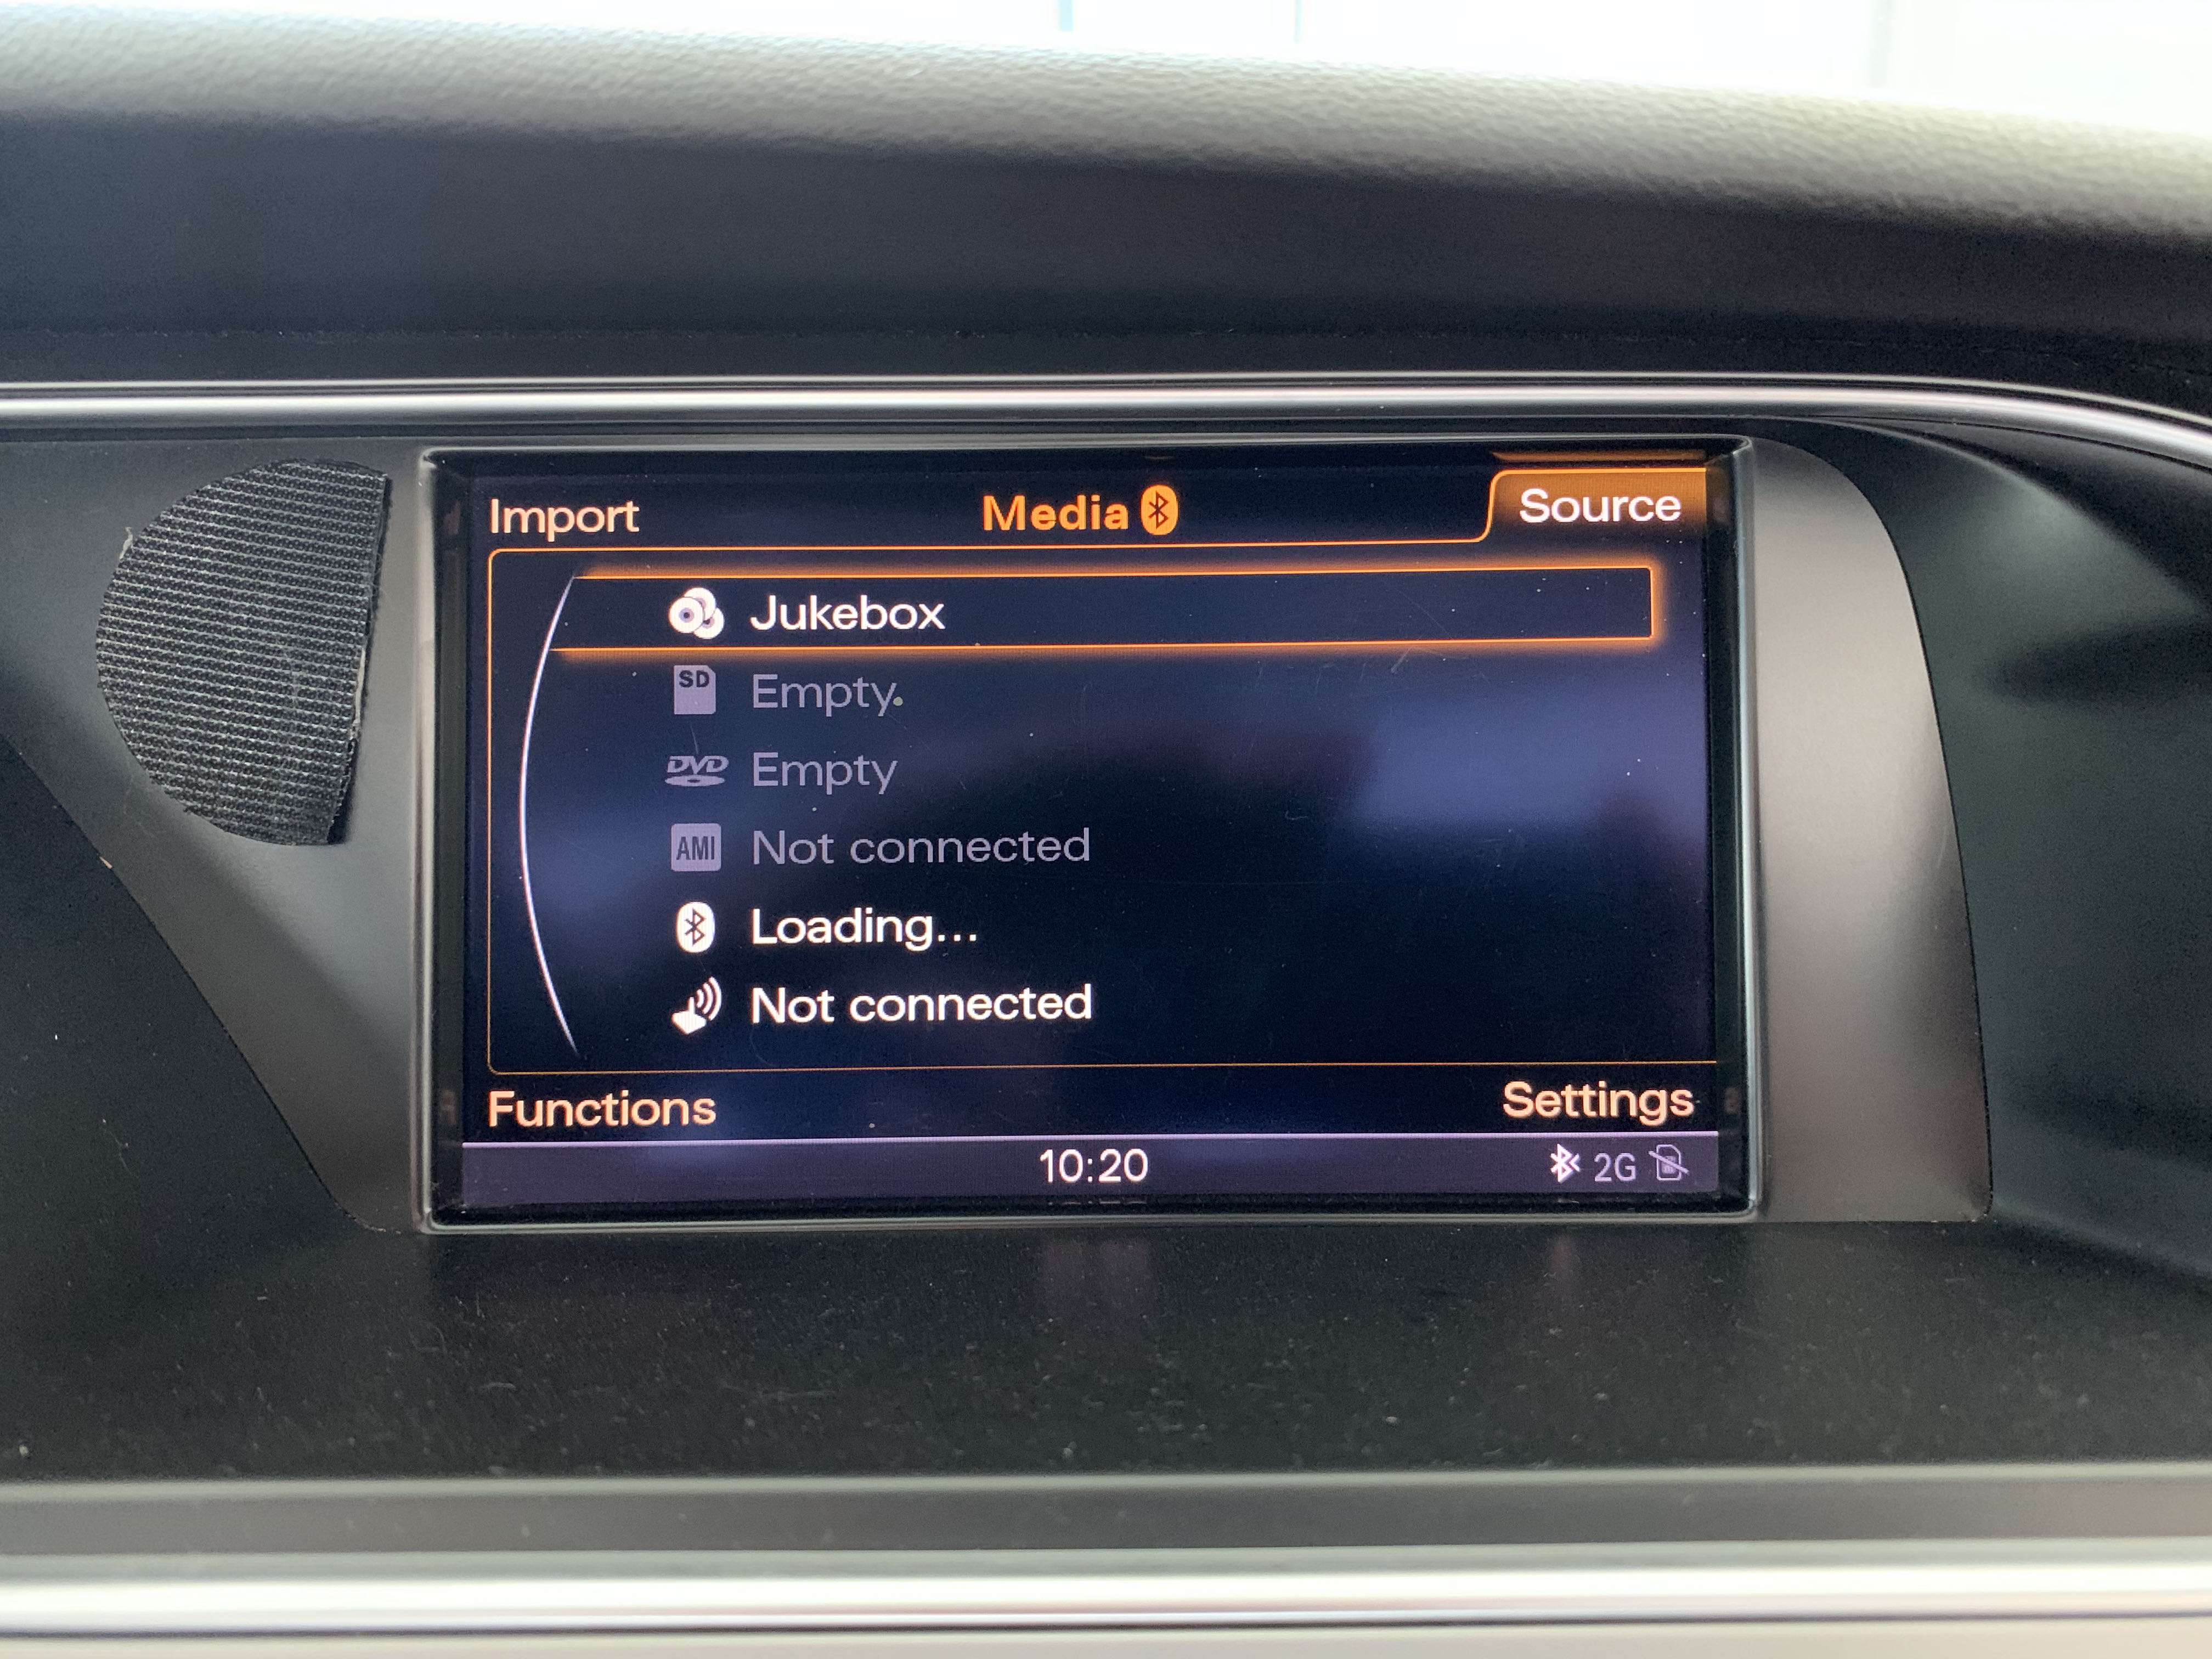 Import
Media
Source
Jukebox
SD Empty
DVD Empty
AMI Not connected
Loading...
Not connected
Functions
Settings
10:20
2G